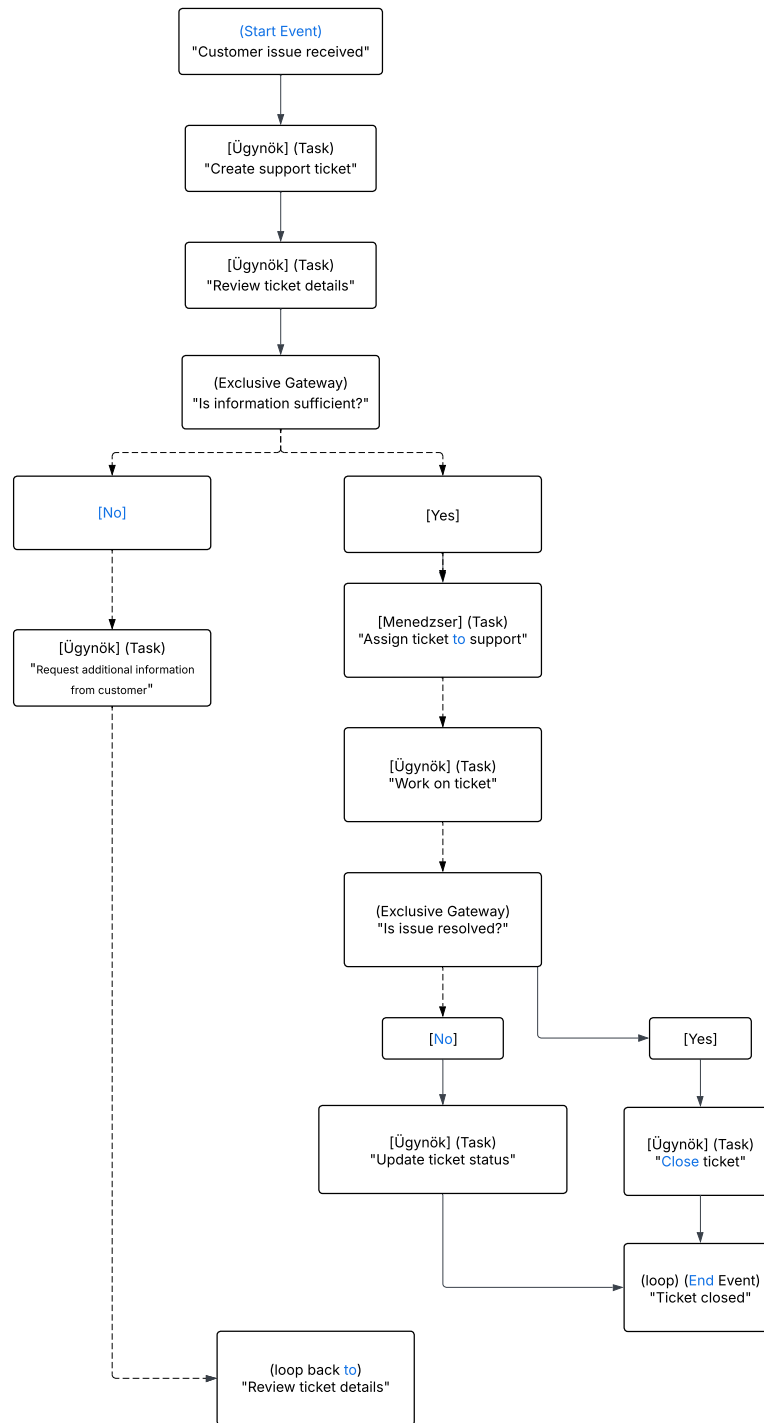 (Start Event)
"Customer issue received"
[Ügynök] (Task)
"Create support ticket"
[Ügynök] (Task)
"Review ticket details"
(Exclusive Gateway)
"Is information sufficient?"
[No]
[Yes]
[Ügynök] (Task)
"Request additional information
from customer"
[Menedzser] (Task)
"Assign ticket to support"
[Ügynök] (Task)
"Work on ticket"
(Exclusive Gateway)
"Is issue resolved?"
[No]
[Yes]
[Ügynök] (Task)
"Update ticket status"
[Ügynök] (Task)
"Close ticket"
(loop) (End Event)
"Ticket closed"
(loop back to)
"Review ticket details"